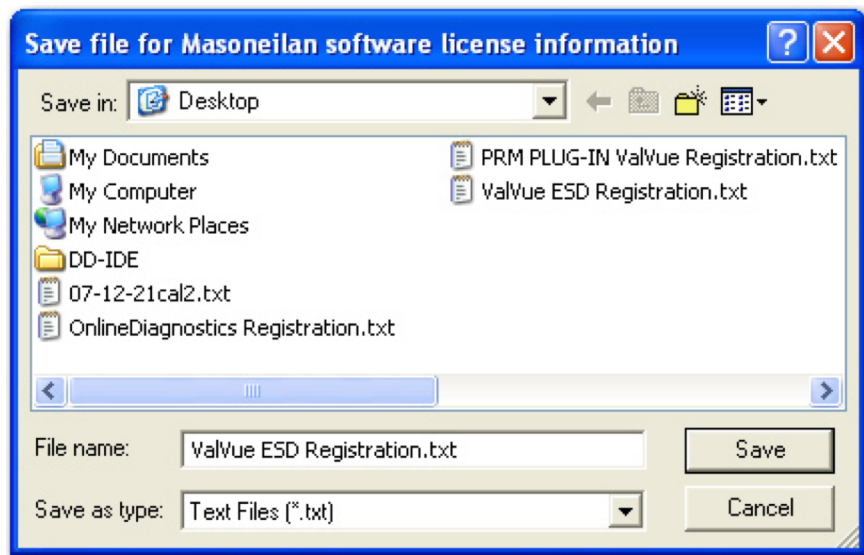 Save file for Masoneilan software license information
Save in: Desktop
My Documents
My Computer
My Network Places
DD-IDE
07-12-21cal2.txt
OnlineDiagnostics Registration.txt
PRM PLUG-IN ValVue Registration.txt
ValVue ESD Registration.txt
File name: ValVue ESD Registration.txt
Save
Save as type: Text Files (*.txt)
Cancel